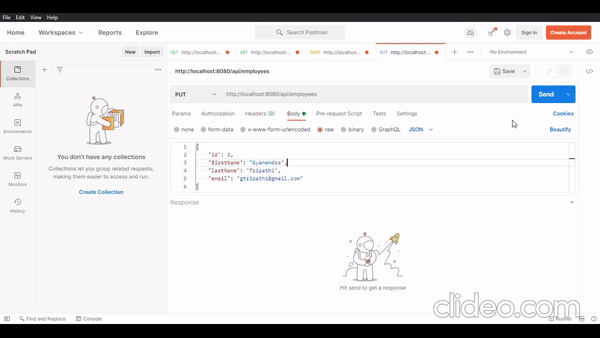 File Edit View Help
Home Workspaces Reports Explore Search Postman Sign In Create Account
Scratch Pad New Import GET http://localhost:8080... GET http://localhost:... POST http://localhost:8... PUT http://localhost:8... No Environment
Collections
APIs
Environments
Mock Servers
Monitors
History
You don't have any collections
Collections let you group related requests,
making them easier to access and run.
Create Collection
http://localhost:8080/api/employees Save
PUT http://localhost:8080/api/employees Send
Params Authorization Headers (8) Body Pre-request Script Tests Settings Cookies
none form-data x-www-form-urlencoded raw binary GraphQL JSON Beautify
1 {
2 "id": 2,
3 "firstName": "Gyanendra",
4 "lastName": "Tripathi",
5 "email": "gtripathi@gmail.com"
6 }
Response
Hit send to get a response
clideo.com
Find and Replace Console Runner